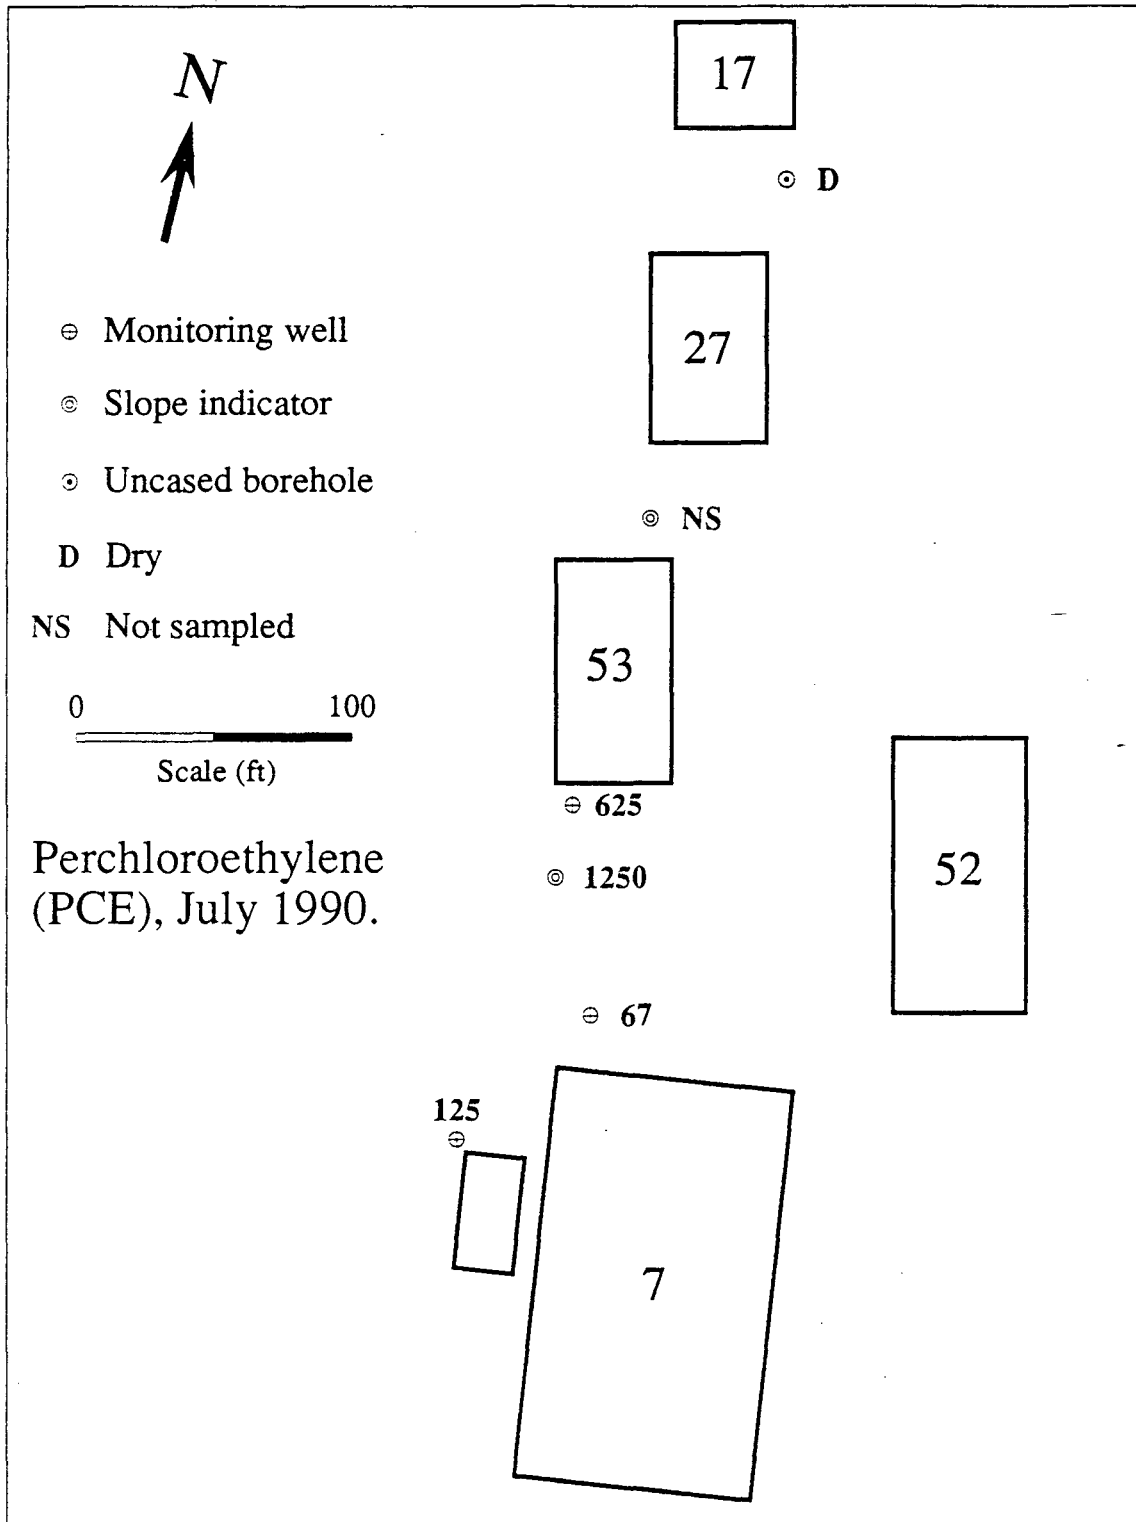 N
17
D
27
Monitoring well
Slope indicator
Uncased borehole
D Dry
NS
NS Not sampled
53
0 100
Scale (ft)
625
Perchloroethylene
(PCE), July 1990.
1250
52
67
125
7